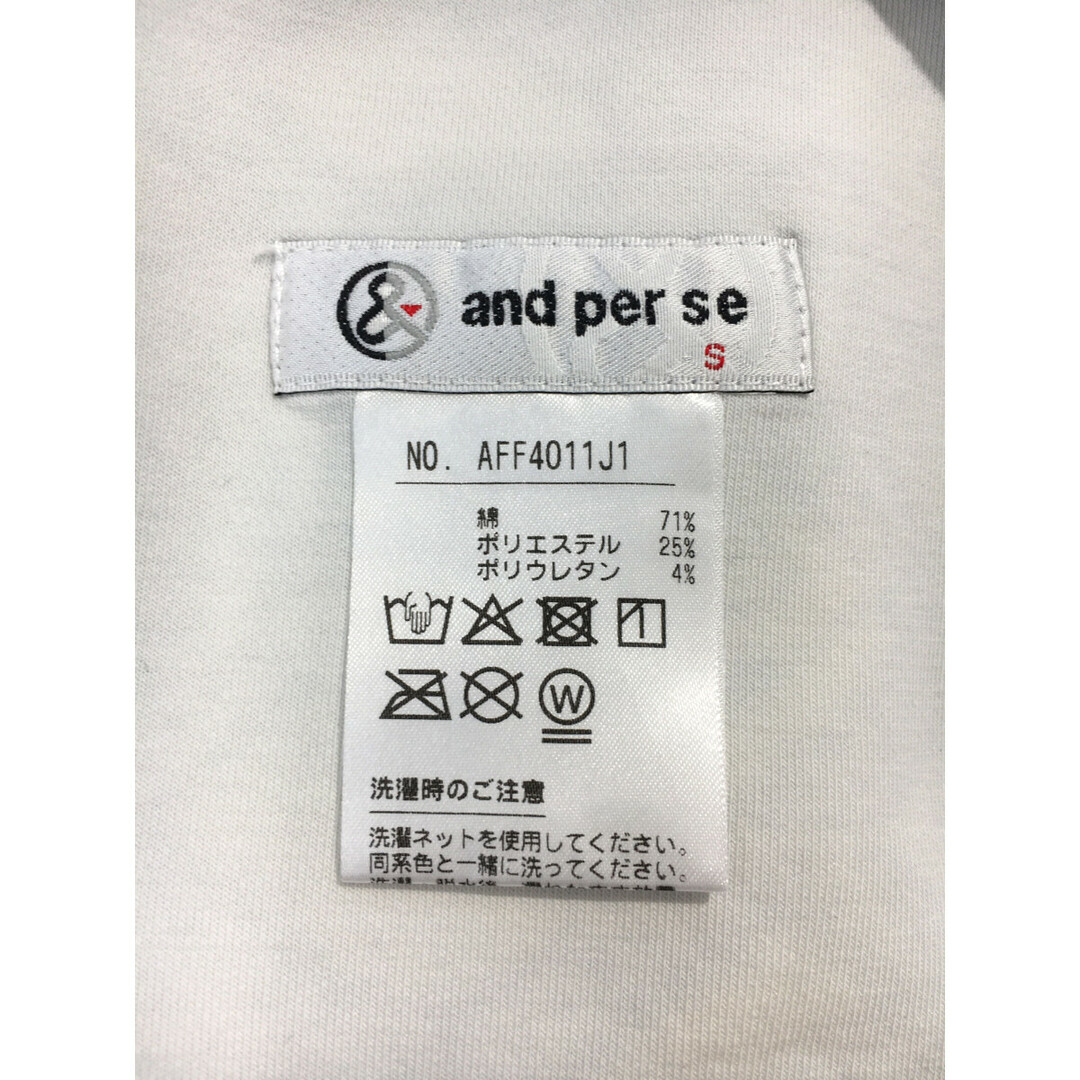 and per se
S
NO. AFF4011J1
綿 71%
ポリエステル 25%
ポリウレタン 4%
W
洗濯時のご注意
洗濯ネットを使用してください。
同系色と一緒に洗ってください。